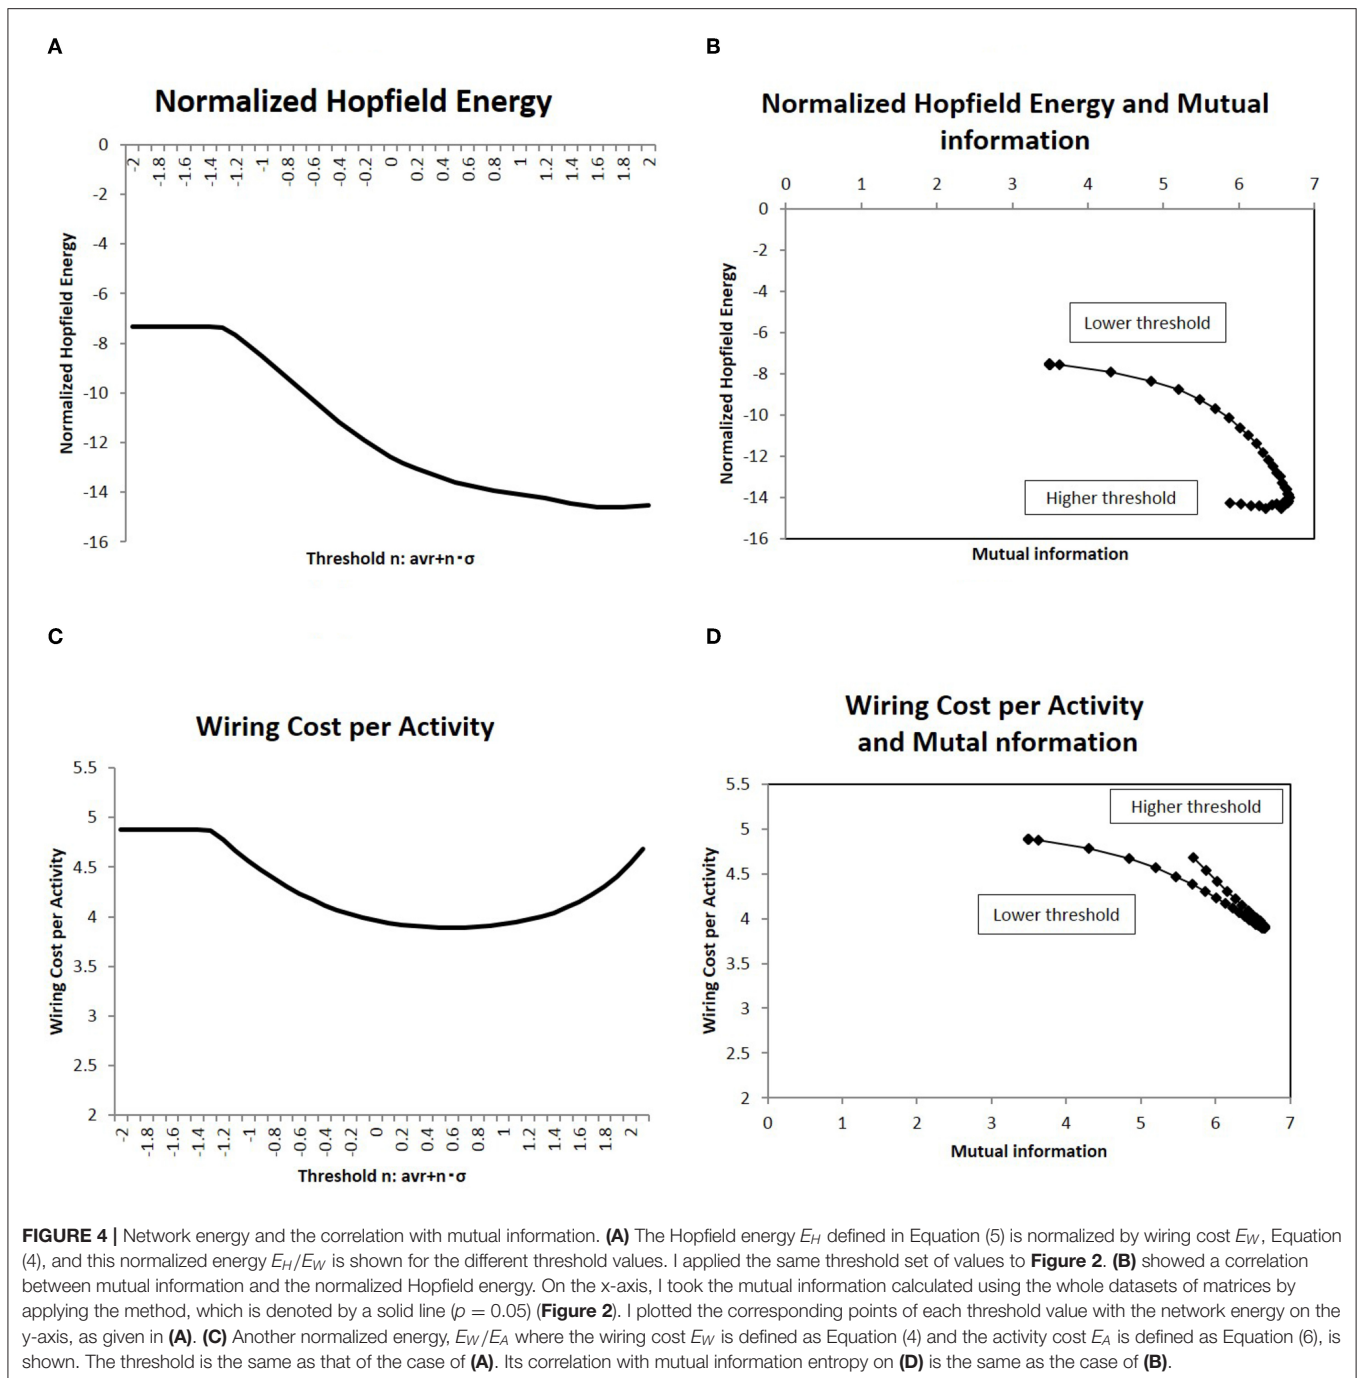 A
Normalized Hopfield Energy
0
-2
-4
-6
-8
-10
-12
-14
-16
-2
-1.8
-1.6
-1.4
-1.2
-1
-0.8
-0.6
-0.4
-0.2
0
0.2
0.4
0.6
0.8
1
1.2
1.4
1.6
1.8
2
Normalized Hopfield Energy
Threshold n: avr+n･σ
B
Normalized Hopfield Energy and Mutual
information
0 1 2 3 4 5 6 7
0
-2
-4
-6
-8
-10
-12
-14
-16
Normalized Hopfield Energy
Lower threshold
Higher threshold
Mutual information
C
Wiring Cost per Activity
5.5
5
4.5
4
3.5
3
2.5
2
Wiring Cost per Activity
-2
-1.8
-1.6
-1.4
-1.2
-1
-0.8
-0.6
-0.4
-0.2
0
0.2
0.4
0.6
0.8
1
1.2
1.4
1.6
1.8
2
Threshold n: avr+n･σ
D
Wiring Cost per Activity
and Mutal nformation
5.5
5
4.5
4
3.5
3
2.5
2
Wiring Cost per Activity
Higher threshold
Lower threshold
0 1 2 3 4 5 6 7
Mutual information
FIGURE 4 | Network energy and the correlation with mutual information. (A) The Hopfield energy E_H defined in Equation (5) is normalized by wiring cost E_W, Equation
(4), and this normalized energy E_H/E_W is shown for the different threshold values. I applied the same threshold set of values to Figure 2. (B) showed a correlation
between mutual information and the normalized Hopfield energy. On the x-axis, I took the mutual information calculated using the whole datasets of matrices by
applying the method, which is denoted by a solid line (p = 0.05) (Figure 2). I plotted the corresponding points of each threshold value with the network energy on the
y-axis, as given in (A). (C) Another normalized energy, E_W/E_A where the wiring cost E_W is defined as Equation (4) and the activity cost E_A is defined as Equation (6), is
shown. The threshold is the same as that of the case of (A). Its correlation with mutual information entropy on (D) is the same as the case of (B).